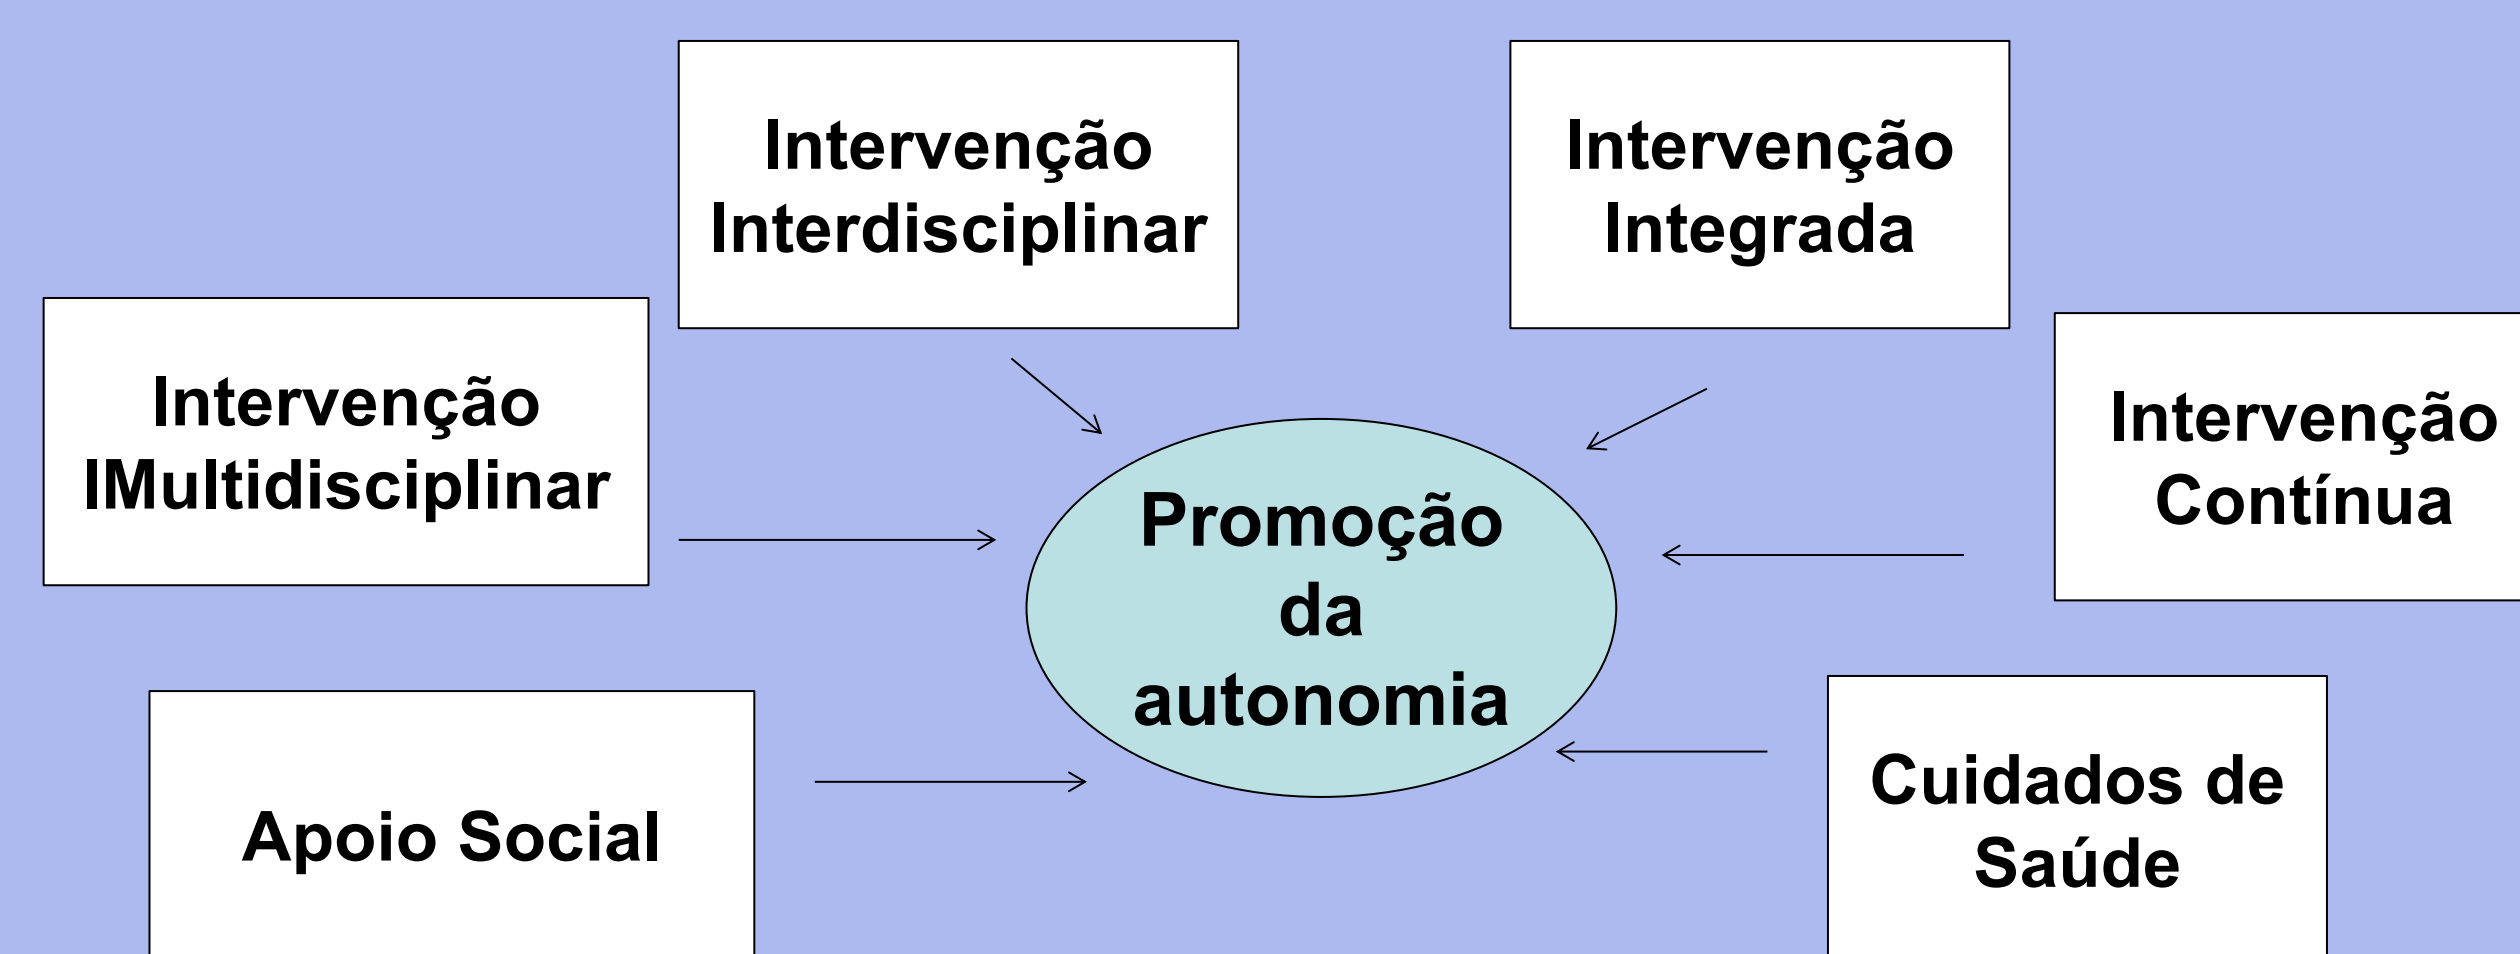 Intervenção
Interdisciplinar
Intervenção
Integrada
Intervenção
IMultidisciplinar
Intervenção
Contínua
Promoção
da
autonomia
Apoio Social
Cuidados de
Saúde